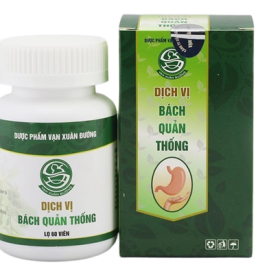 DƯỢC PHẨM VẠN XUÂN ĐƯỜNG
DỊCH VỊ
BÁCH QUẢN THỐNG
LỌ 60 VIÊN
DỊCH VỊ
BÁCH
QUẢN
THỐNG